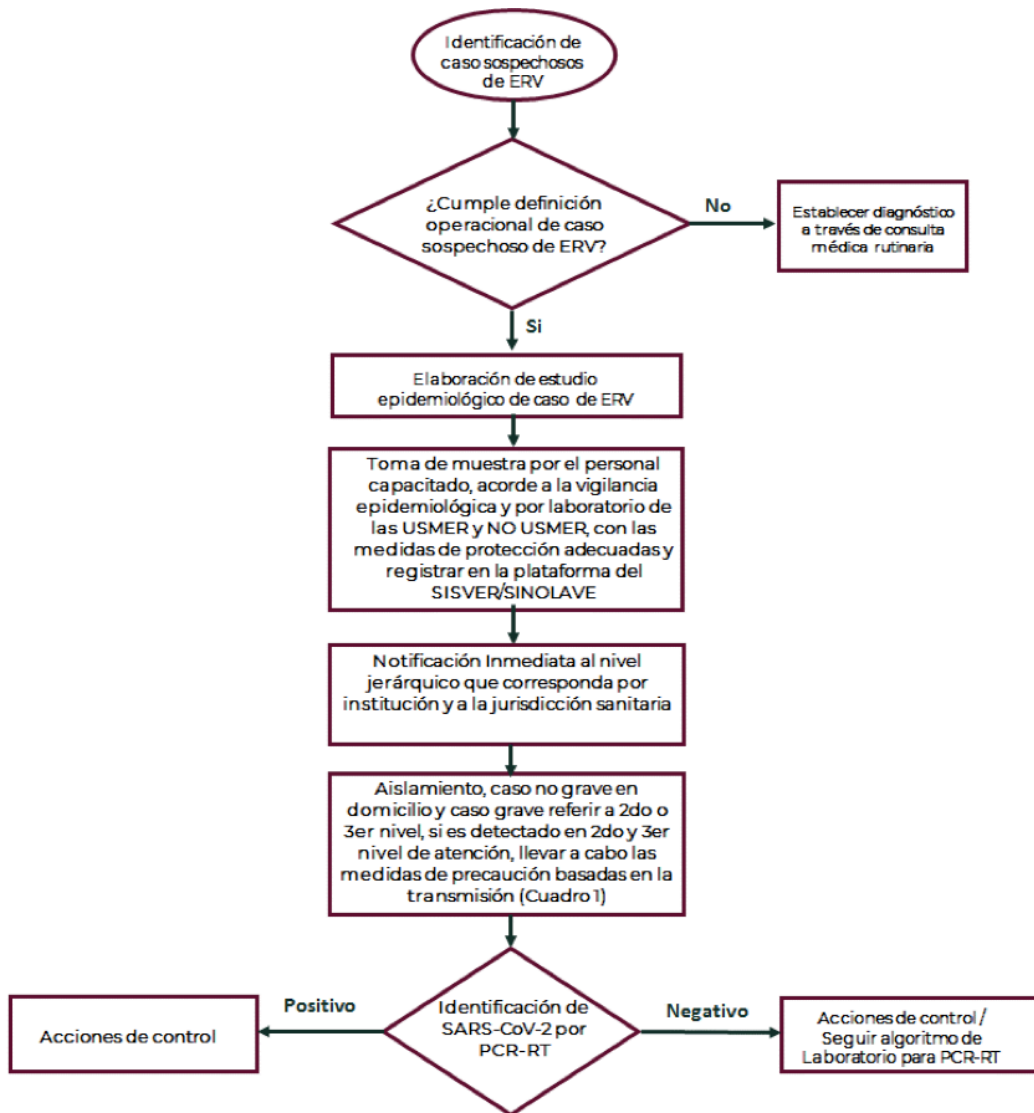 Identificación de
caso sospechosos
de ERV
¿Cumple definición
operacional de caso
sospechoso de ERV?
No
Establecer diagnóstico
a través de consulta
médica rutinaria
Si
Elaboración de estudio
epidemiológico de caso de ERV
Toma de muestra por el personal
capacitado, acorde a la vigilancia
epidemiológica y por laboratorio de
las USMER y NO USMER, con las
medidas de protección adecuadas y
registrar en la plataforma del
SISVER/SINOLAVE
Notificación Inmediata al nivel
jerárquico que corresponda por
institución y a la jurisdicción sanitaria
Aislamiento, caso no grave en
domicilio y caso grave referir a 2do o
3er nivel, si es detectado en 2do y 3er
nivel de atención, llevar a cabo las
medidas de precaución basadas en la
transmisión (Cuadro 1)
Positivo
Acciones de control
Identificación de
SARS-CoV-2 por
PCR-RT
Negativo
Acciones de control /
Seguir algoritmo de
Laboratorio para PCR-RT